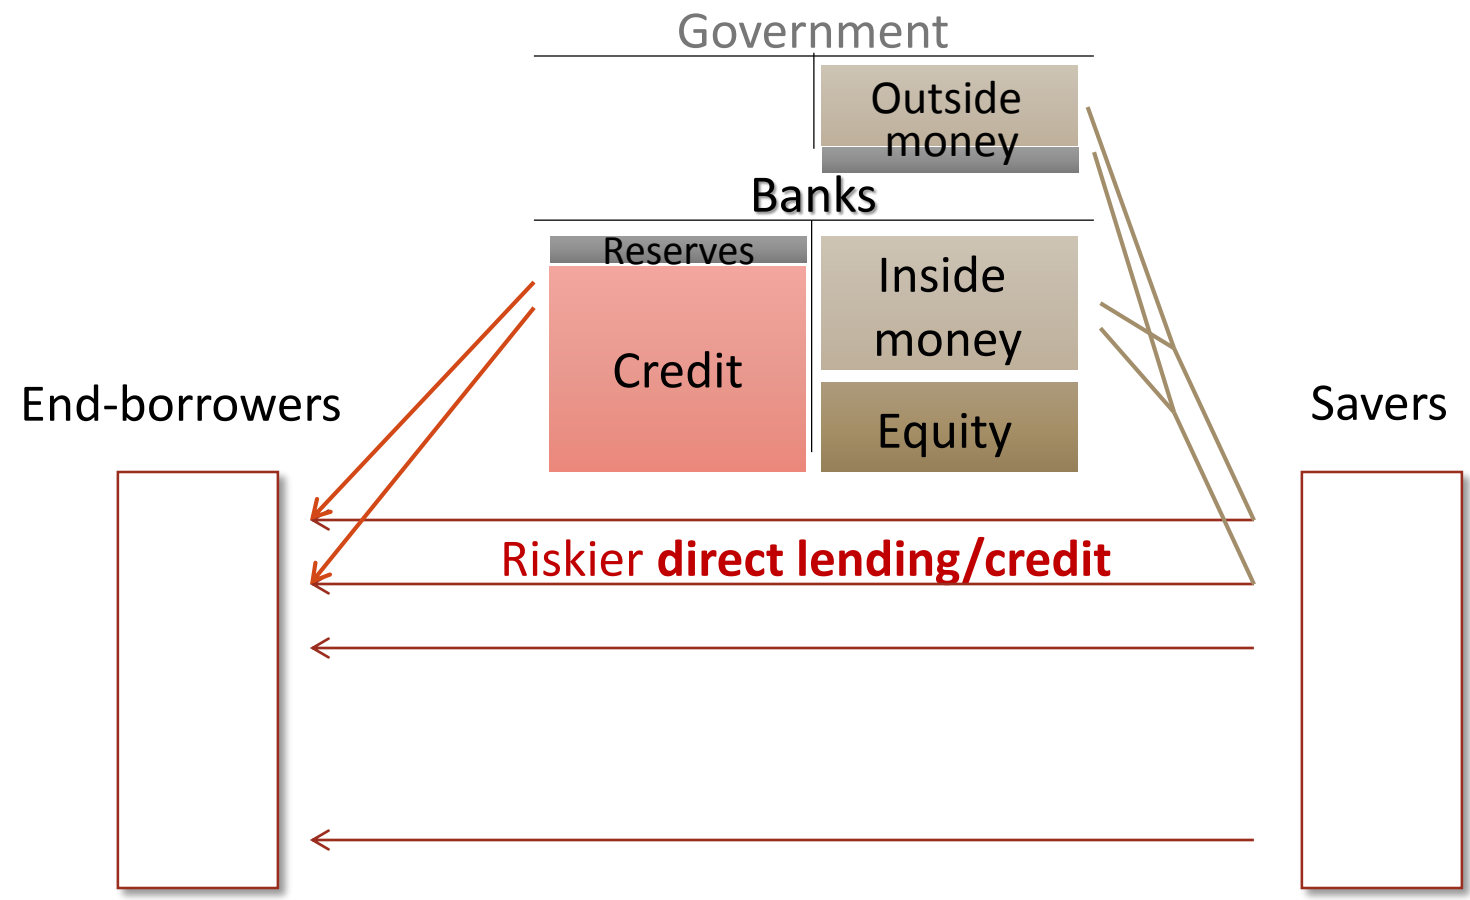 Government
Outside
money
Banks
Reserves
Inside
money
Credit
End-borrowers
Savers
Equity
Riskier direct lending/credit